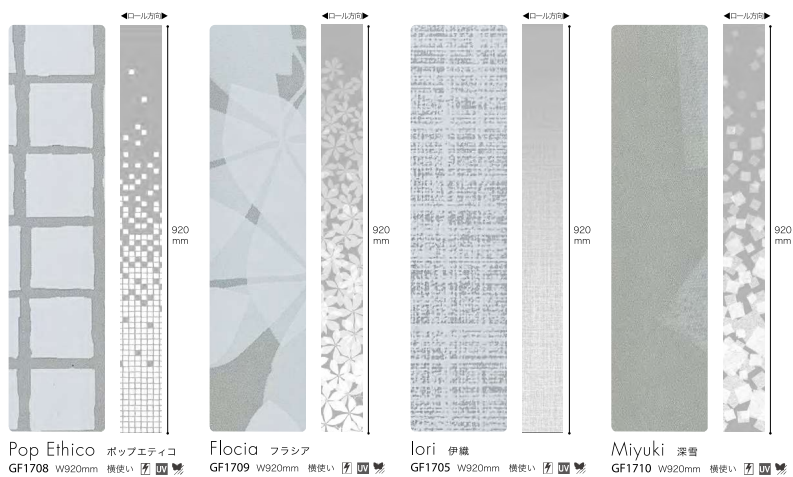 ◀ロール方向▶ ◀ロール方向▶ ◀ロール方向▶ ◀ロール方向▶
920 920 920 920
mm mm mm mm
Pop Ethico ポップエティコ
GF1708 W920mm 横使い UV
Flocia フラシア
GF1709 W920mm 横使い UV
Iori 伊織
GF1705 W920mm 横使い UV
Miyuki 深雪
GF1710 W920mm 横使い UV